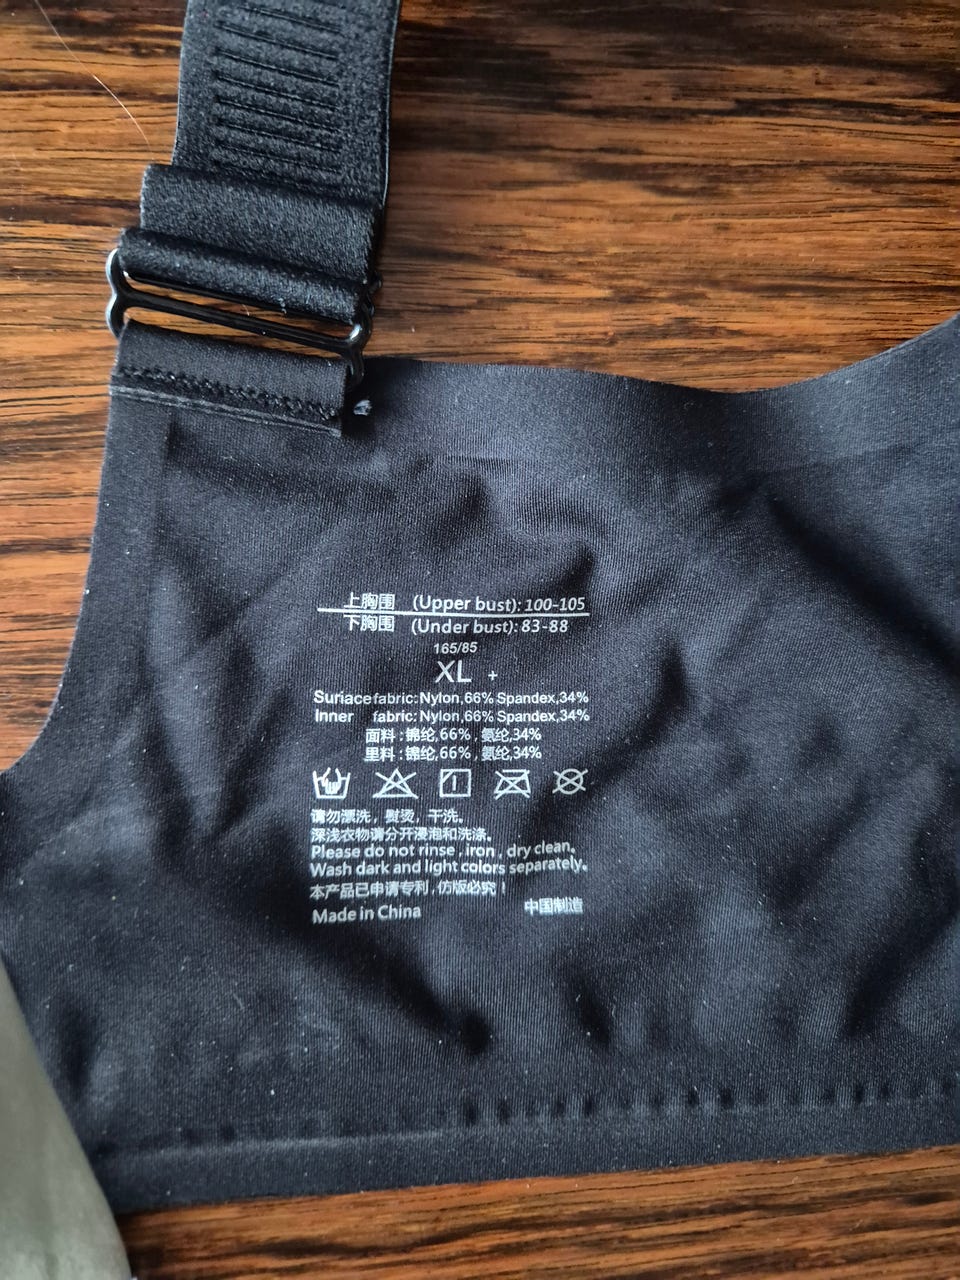 上胸围 (Upper bust): 100-105
下胸围 (Under bust): 83-88
165/85
XL +
Suriace fabric: Nylon,66% Spandex,34%
Inner fabric: Nylon,66% Spandex,34%
面料:锦纶,66%,氨纶,34%
里料:锦纶,66%,氨纶,34%
请勿漂洗，熨烫，干洗。
深浅衣物请分开浸泡和洗涤。
Please do not rinse , iron , dry clean.
Wash dark and light colors separately.
本产品已申请专利,仿版必究!
Made in China 中国制造